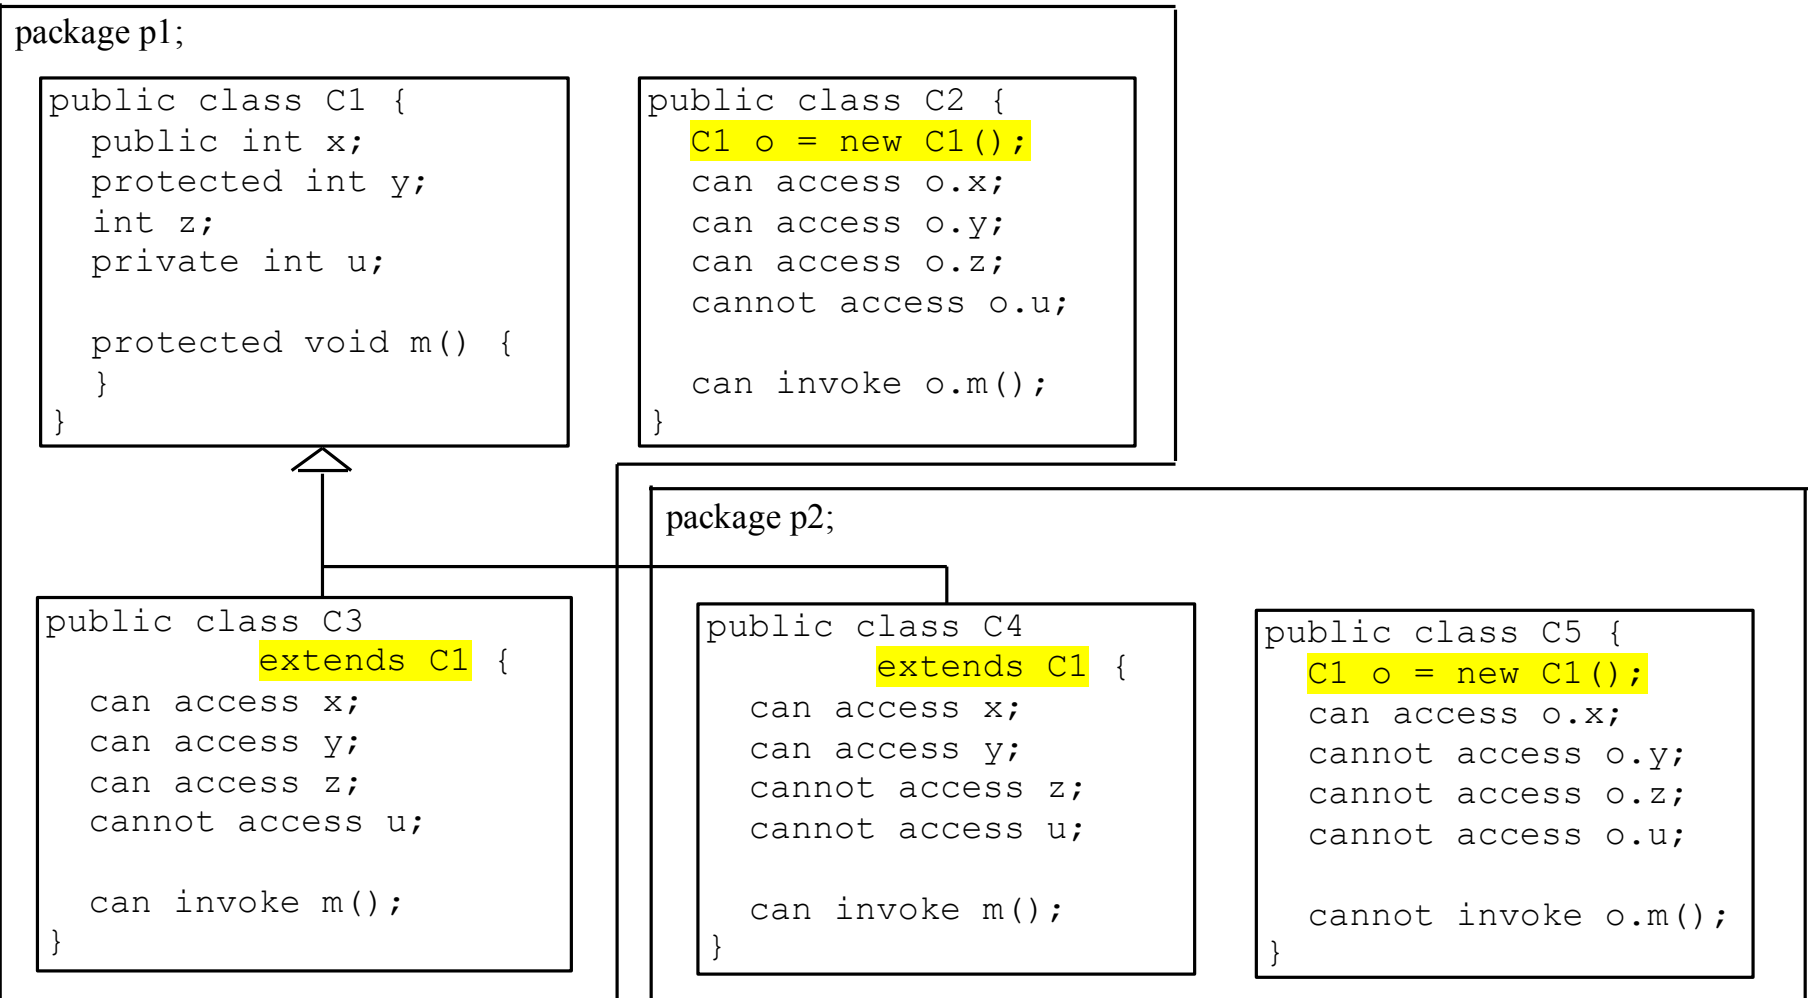 package p1;
public class C1 {
public int x;
protected int y;
int z;
private int u;
protected void m() {
}
}
public class C2 {
C1 o = new C1();
can access o.x;
can access o.y;
can access o.z;
cannot access o.u;
can invoke o.m();
}
public class C3
extends C1 {
can access x;
can access y;
can access z;
cannot access u;
can invoke m();
}
package p2;
public class C4
extends C1 {
can access x;
can access y;
cannot access z;
cannot access u;
can invoke m();
}
public class C5 {
C1 o = new C1();
can access o.x;
cannot access o.y;
cannot access o.z;
cannot access o.u;
cannot invoke o.m();
}